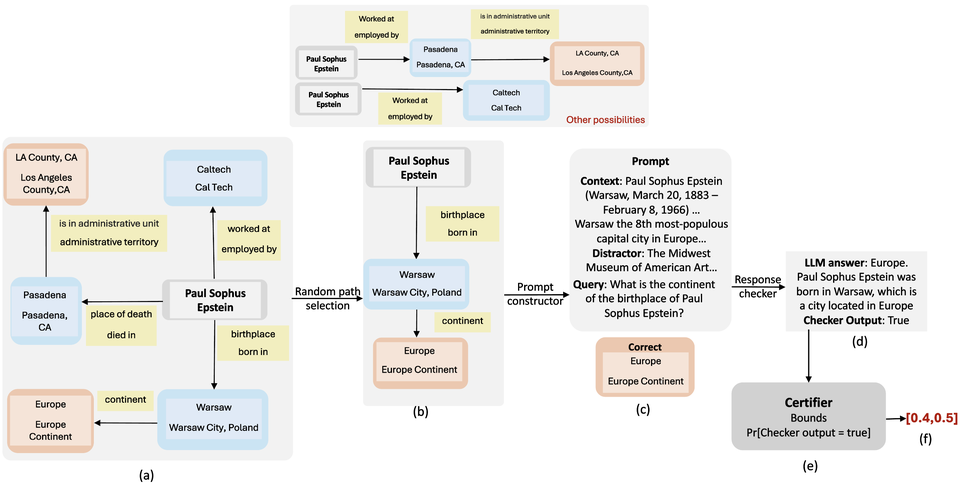 Worked at
employed by
is in administrative unit
administrative territory
Paul Sophus
Epstein
Pasadena
Pasadena, CA
LA County, CA
Los Angeles County,CA
Paul Sophus
Epstein
Worked at
employed by
Caltech
Cal Tech
Other possibilities
LA County, CA
Los Angeles
County,CA
Caltech
Cal Tech
is in administrative unit
administrative territory
worked at
employed by
Pasadena
Pasadena,
CA
place of death
died in
Paul Sophus
Epstein
birthplace
born in
Europe
Europe
Continent
continent
Warsaw
Warsaw City, Poland
(a)
Random path
selection
Paul Sophus
Epstein
birthplace
born in
Warsaw
Warsaw City, Poland
continent
Europe
Europe Continent
(b)
Prompt
constructor
Prompt
Context: Paul Sophus Epstein
(Warsaw, March 20, 1883 –
February 8, 1966) ...
Warsaw the 8th most-populous
capital city in Europe...
Distractor: The Midwest
Museum of American Art...
Query: What is the continent
of the birthplace of Paul
Sophus Epstein?
Correct
Europe
Europe Continent
(c)
Response
checker
LLM answer: Europe.
Paul Sophus Epstein was
born in Warsaw, which is
a city located in Europe
Checker Output: True
(d)
Certifier
Bounds
Pr[Checker output = true]
(e)
[0.4,0.5]
(f)